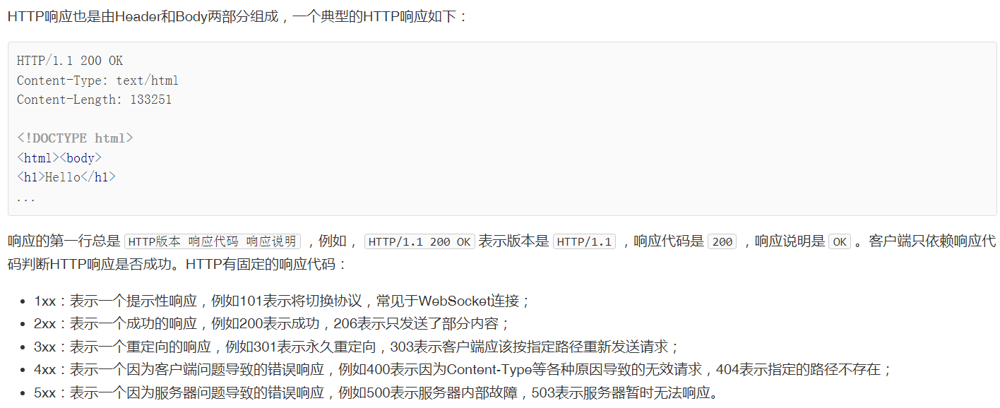 HTTP响应也是由Header和Body两部分组成，一个典型的HTTP响应如下：
HTTP/1.1 200 OK
Content-Type: text/html
Content-Length: 133251
<!DOCTYPE html>
<html><body>
<h1>Hello</h1>
...
响应的第一行总是 HTTP版本 响应代码 响应说明 ，例如， HTTP/1.1 200 OK 表示版本是 HTTP/1.1 ，响应代码是 200 ，响应说明是 OK 。客户端只依赖响应代
码判断HTTP响应是否成功。HTTP有固定的响应代码：
• 1xx：表示一个提示性响应，例如101表示将切换协议，常见于WebSocket连接；
• 2xx：表示一个成功的响应，例如200表示成功，206表示只发送了部分内容；
• 3xx：表示一个重定向的响应，例如301表示永久重定向，303表示客户端应该按指定路径重新发送请求；
• 4xx：表示一个因为客户端问题导致的错误响应，例如400表示因为Content-Type等各种原因导致的无效请求，404表示指定的路径不存在；
• 5xx：表示一个因为服务器问题导致的错误响应，例如500表示服务器内部故障，503表示服务器暂时无法响应。